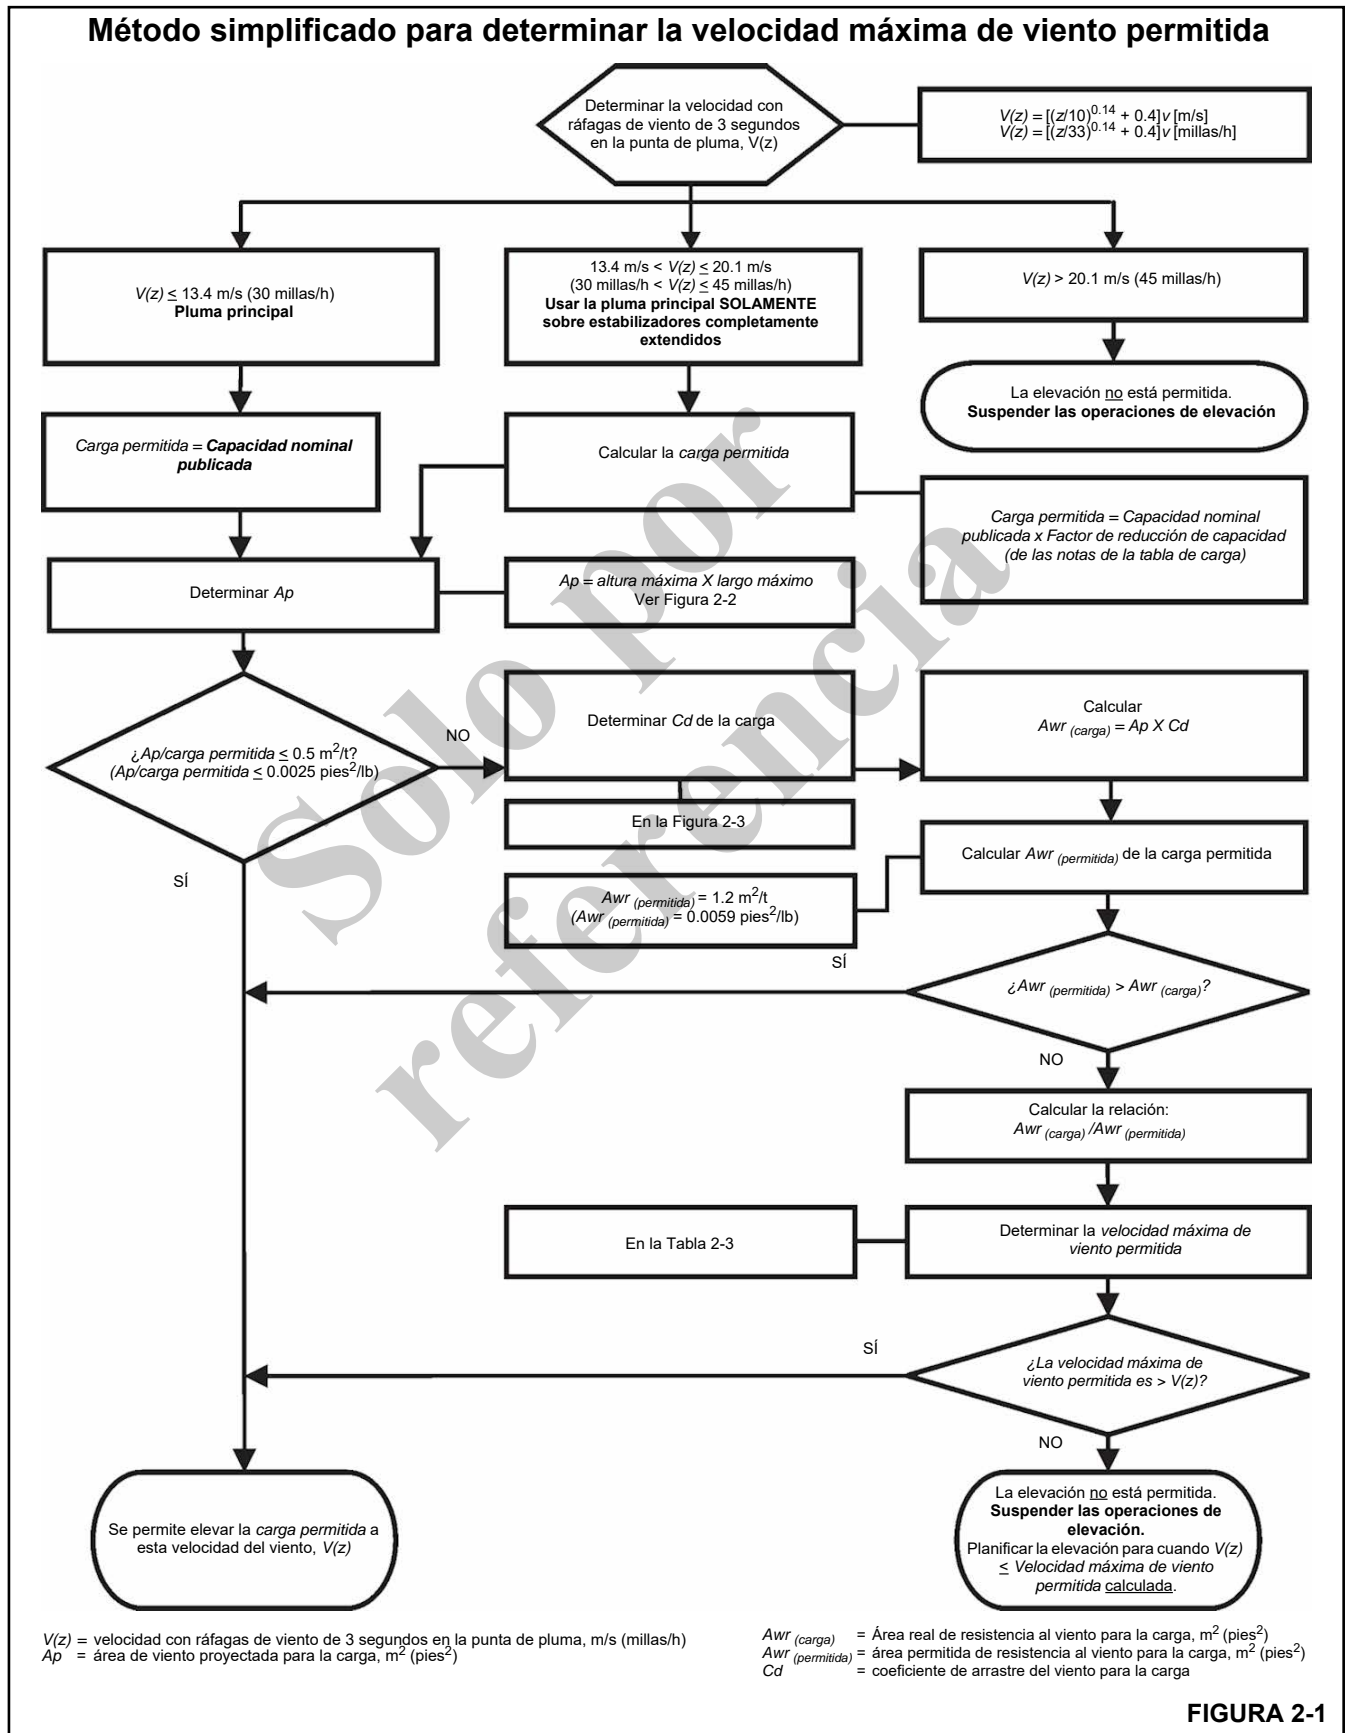 Método simplificado para determinar la velocidad máxima de viento permitida
Determinar la velocidad con
ráfagas de viento de 3 segundos
en la punta de pluma, V(z)
V(z) = [(z/10)^0.14 + 0.4] v [m/s]
V(z) = [(z/33)^0.14 + 0.4] v [millas/h]
V(z) ≤ 13.4 m/s (30 millas/h)
Pluma principal
13.4 m/s < V(z) ≤ 20.1 m/s
(30 millas/h < V(z) ≤ 45 millas/h)
Usar la pluma principal SOLAMENTE
sobre estabilizadores completamente
extendidos
V(z) > 20.1 m/s (45 millas/h)
La elevación no está permitida.
Suspender las operaciones de elevación
Carga permitida = Capacidad nominal
publicada
Calcular la carga permitida
Carga permitida = Capacidad nominal
publicada x Factor de reducción de capacidad
(de las notas de la tabla de carga)
Determinar Ap
Ap = altura máxima X largo máximo
Ver Figura 2-2
¿Ap/carga permitida ≤ 0.5 m²/t?
(Ap/carga permitida ≤ 0.0025 pies²/lb)
NO
SÍ
Determinar Cd de la carga
En la Figura 2-3
Calcular
Awr (carga) = Ap X Cd
Calcular Awr (permitida) de la carga permitida
Awr (permitida) = 1.2 m²/t
(Awr (permitida) = 0.0059 pies²/lb)
SÍ
¿Awr (permitida) > Awr (carga)?
NO
Calcular la relación:
Awr (carga) /Awr (permitida)
En la Tabla 2-3
Determinar la velocidad máxima de
viento permitida
SÍ
¿La velocidad máxima de
viento permitida es > V(z)?
NO
Se permite elevar la carga permitida a
esta velocidad del viento, V(z)
La elevación no está permitida.
Suspender las operaciones de
elevación.
Planificar la elevación para cuando V(z)
≤ Velocidad máxima de viento
permitida calculada.
V(z) = velocidad con ráfagas de viento de 3 segundos en la punta de pluma, m/s (millas/h)
Ap = área de viento proyectada para la carga, m² (pies²)
Awr (carga) = Área real de resistencia al viento para la carga, m² (pies²)
Awr (permitida) = área permitida de resistencia al viento para la carga, m² (pies²)
Cd = coeficiente de arrastre del viento para la carga
FIGURA 2-1
Solo por
referencia